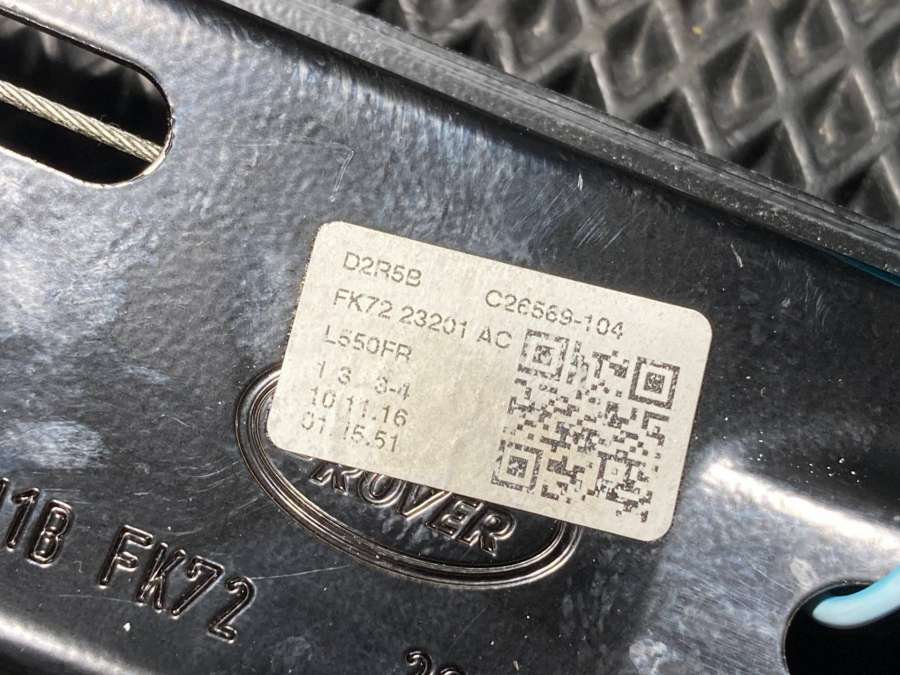 D2R5B C26569-104
FK72 23201 AC
L550FR
1 3 3-4
10.11.16
01.15.51
ROVER
11B FK72